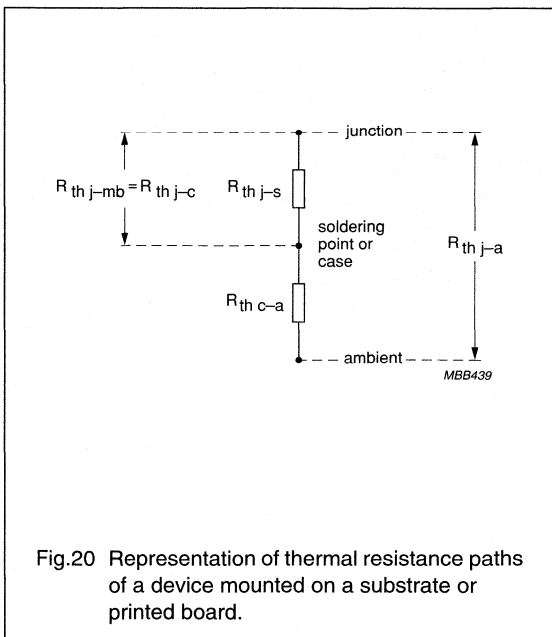 junction
R th j–mb = R th j–c
R th j–s
soldering
point or
case
R th j–a
R th c–a
ambient
MBB439
Fig.20 Representation of thermal resistance paths
of a device mounted on a substrate or
printed board.